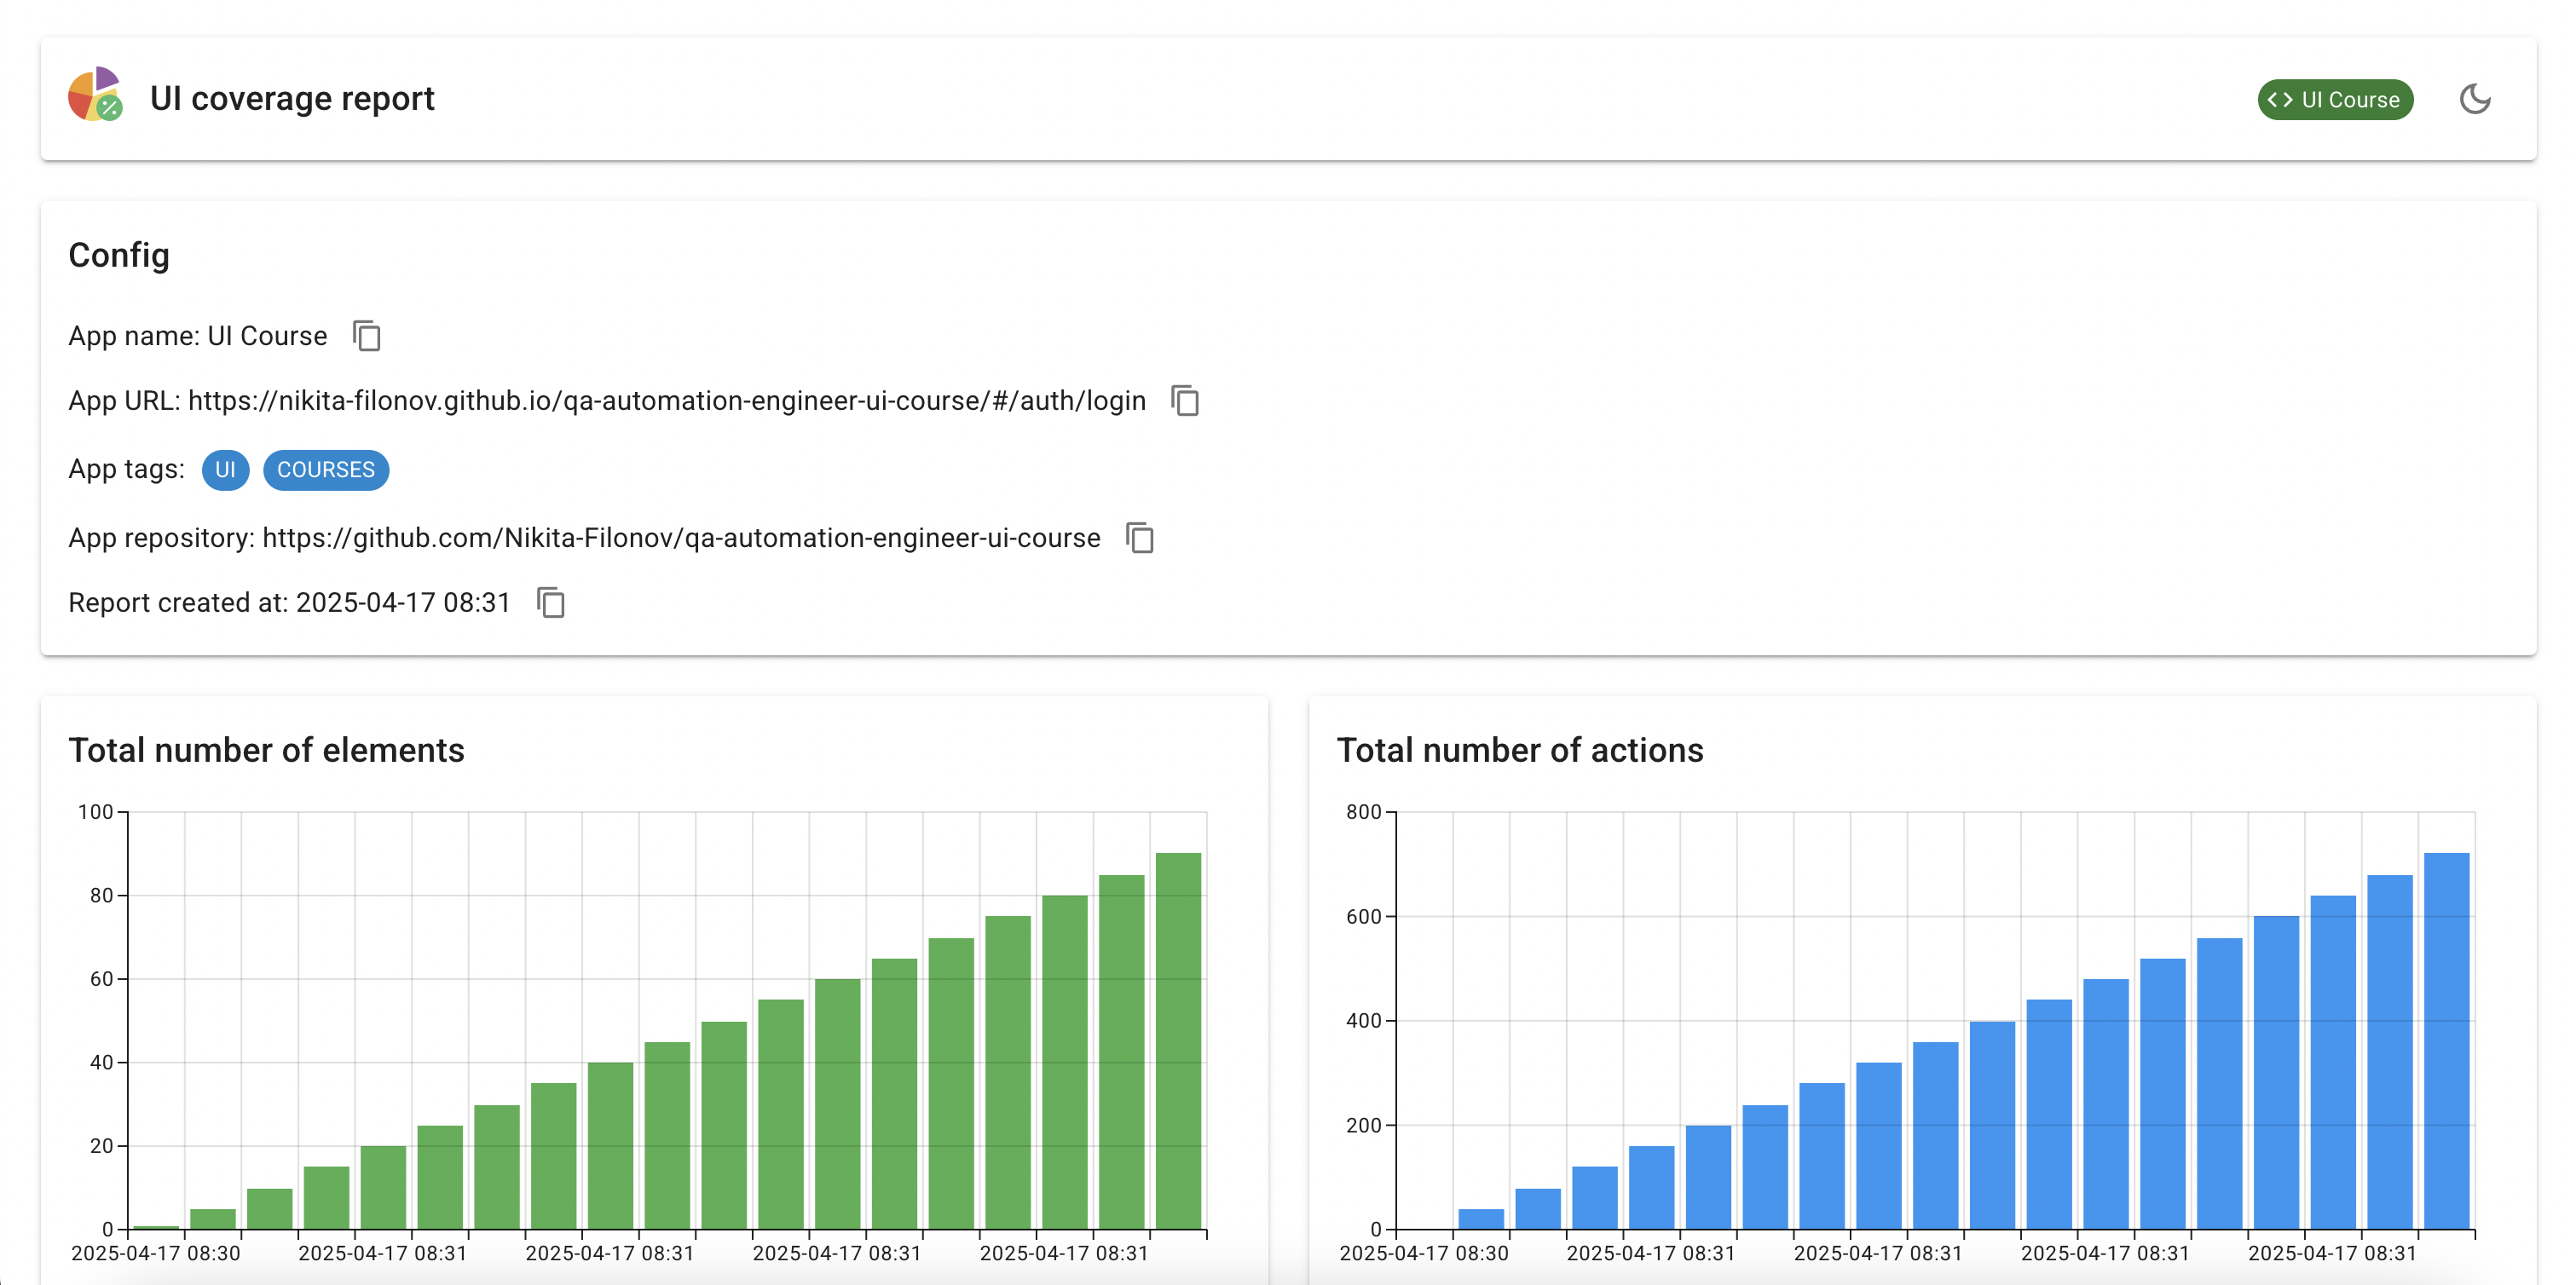 UI coverage report
<> UI Course
Config
App name: UI Course
App URL: https://nikita-filonov.github.io/qa-automation-engineer-ui-course/#/auth/login
App tags: UI COURSES
App repository: https://github.com/Nikita-Filonov/qa-automation-engineer-ui-course
Report created at: 2025-04-17 08:31
Total number of elements
100
80
60
40
20
0
2025-04-17 08:30 2025-04-17 08:31 2025-04-17 08:31 2025-04-17 08:31 2025-04-17 08:31
Total number of actions
800
600
400
200
0
2025-04-17 08:30 2025-04-17 08:31 2025-04-17 08:31 2025-04-17 08:31 2025-04-17 08:31